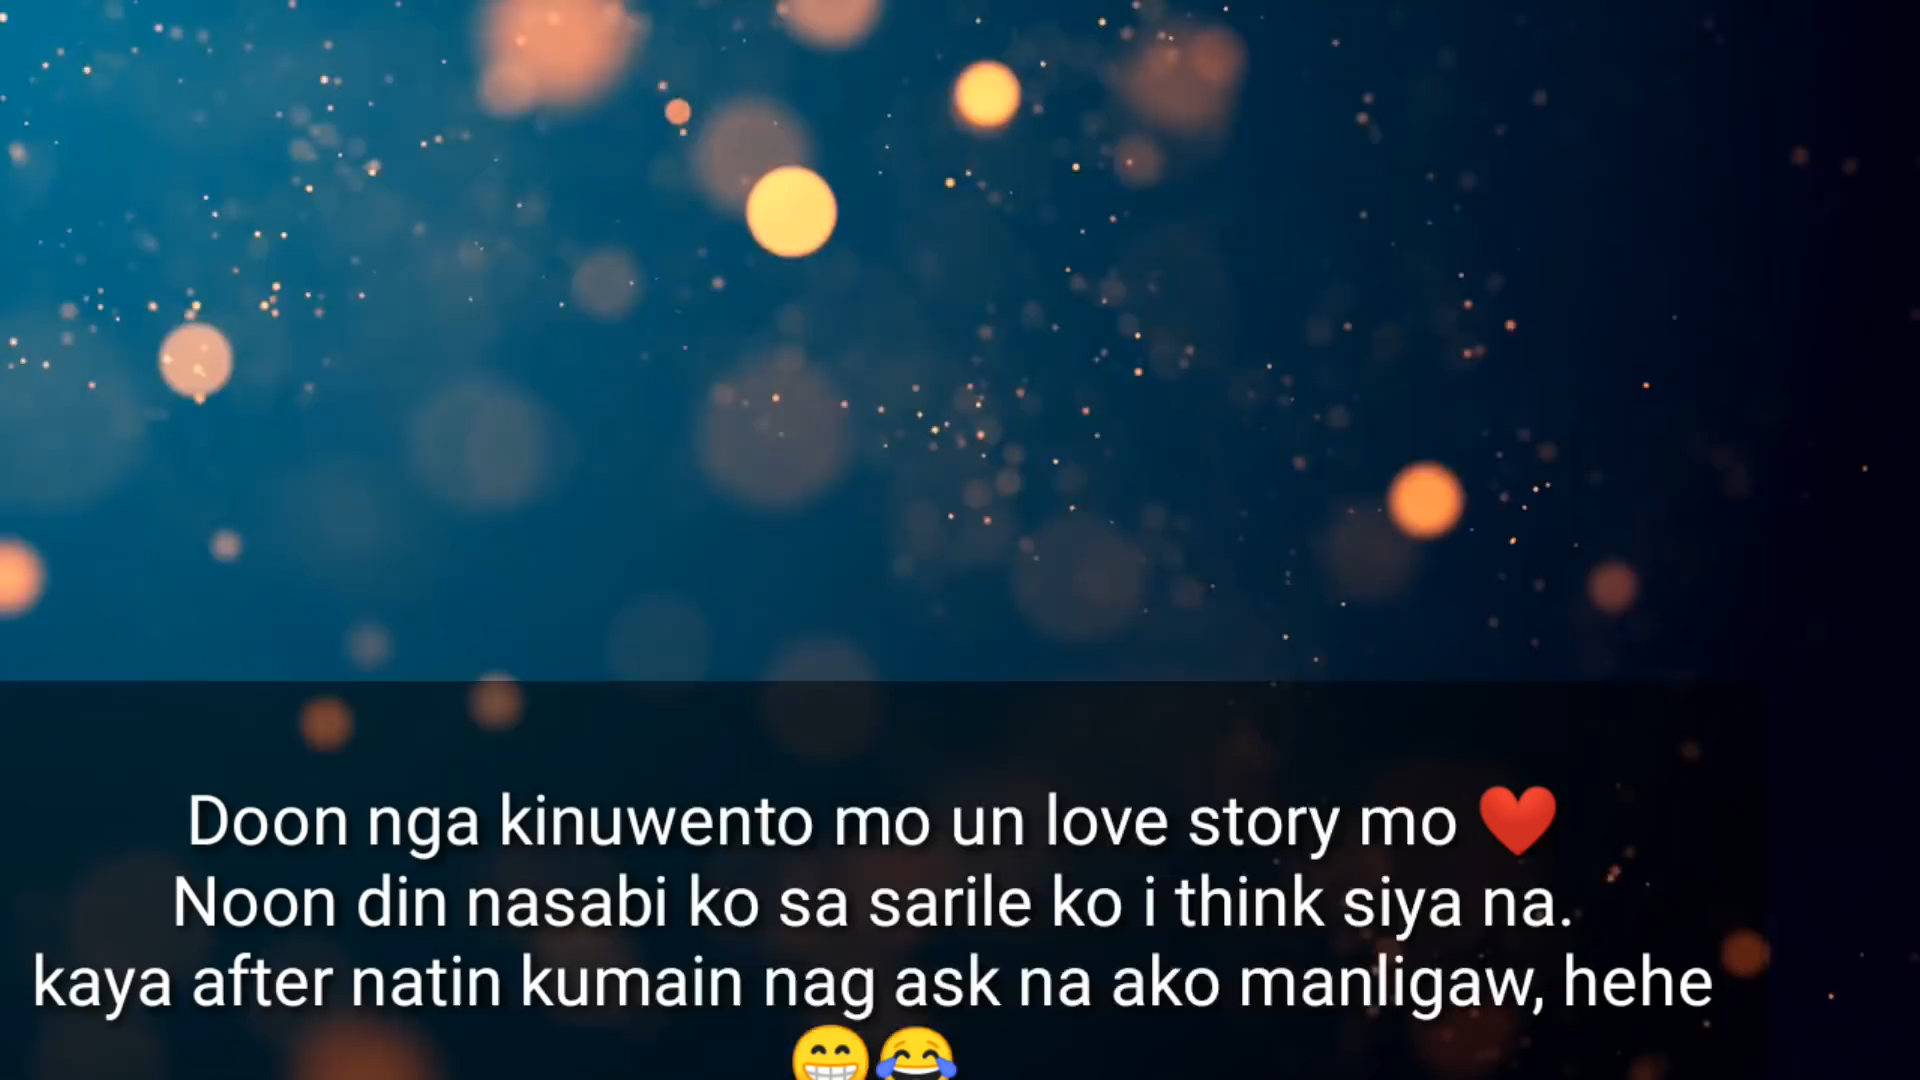 Doon nga kinuwento mo un love story mo ❤️
Noon din nasabi ko sa sarile ko i think siya na.
kaya after natin kumain nag ask na ako manligaw, hehe
😁😂